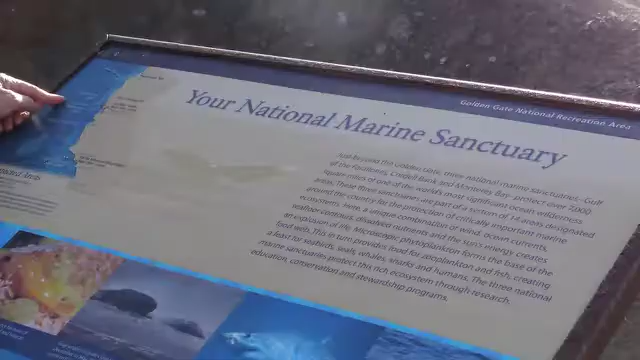 Golden Gate National Recreation Area
Your National Marine Sanctuary
Just beyond the Golden Gate, three national marine sanctuaries–Gulf
of the Farallones, Cordell Bank and Monterey Bay– protect over 7,000
square miles of one of the world's most significant ocean wilderness
areas. These three sanctuaries are part of a system of 14 areas designated
around the country for the protection of critically important marine
ecosystems. Here, a unique combination of wind, ocean currents,
seafloor contours, dissolved nutrients and the sun's energy creates
an explosion of life. Microscopic phytoplankton forms the base of the
food web. This in turn provides food for zooplankton and fish, creating
a feast for seabirds, seals, whales, sharks and humans. The three national
marine sanctuaries protect this rich ecosystem through research,
education, conservation and stewardship programs.